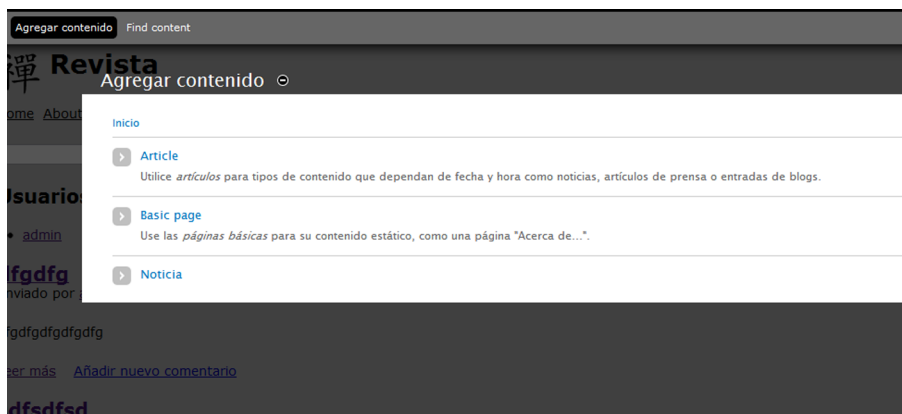 Agregar contenido Find content
禪 Revista
Agregar contenido
ome About
Inicio
Article
Utilice artículos para tipos de contenido que dependan de fecha y hora como noticias, artículos de prensa o entradas de blogs.
Usuarios
Basic page
admin
Use las páginas básicas para su contenido estático, como una página "Acerca de...".
fgdfg
Noticia
nviado por
fgdfgdfgdfgdfg
eer más Añadir nuevo comentario
dfsdfsd